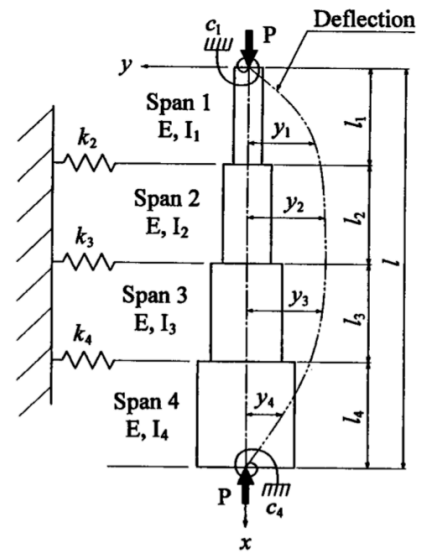 Deflection
c₁
P
y
Span 1
E, I₁
y₁
l₁
k₂
Span 2
E, I₂
y₂
l₂
l
k₃
Span 3
E, I₃
y₃
l₃
k₄
Span 4
E, I₄
y₄
l₄
P
c₄
x